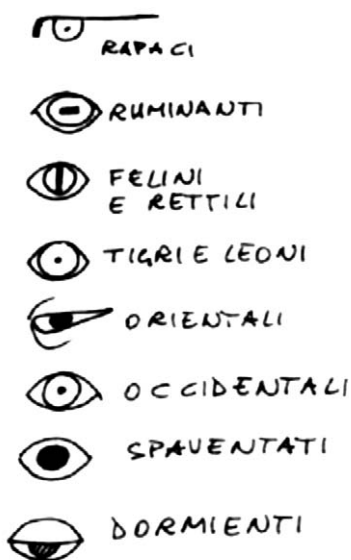 RAPACI
RUMINANTI
FELINI
E RETTILI
TIGRI E LEONI
ORIENTALI
OCCIDENTALI
SPAVENTATI
DORMIENTI